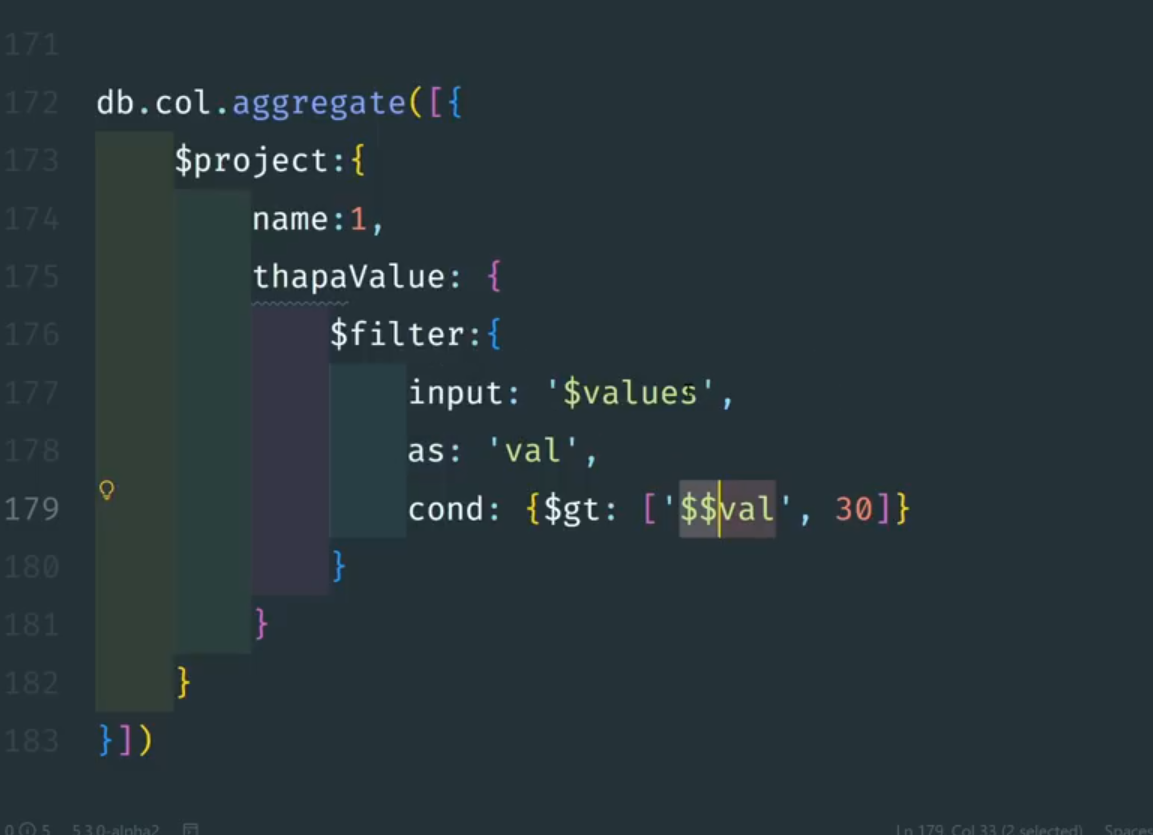 171
172 db.col.aggregate([{
173 $project:{
174 name:1,
175 thapaValue: {
176 $filter:{
177 input: '$values',
178 as: 'val',
179 cond: {$gt: ['$$val', 30]}
180 }
181 }
182 }
183 }])
0 5 5.3.0-alpha2 Ln 179, Col 33 (2 selected) Spaces